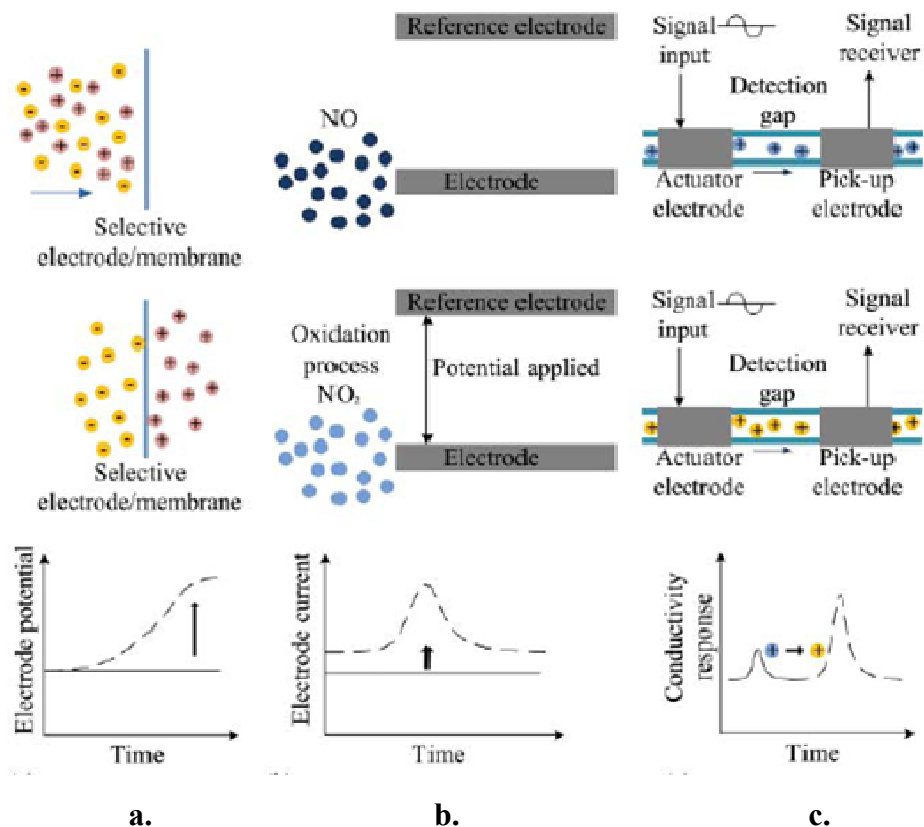 Selective
electrode/membrane
Selective
electrode/membrane
Electrode potential
Time
Reference electrode
NO
Electrode
Reference electrode
Oxidation
process
NO₂
Potential applied
Electrode
Electrode current
Time
Signal
input
Signal
receiver
Detection
gap
Actuator
electrode
Pick-up
electrode
Signal
input
Signal
receiver
Detection
gap
Actuator
electrode
Pick-up
electrode
Conductivity
response
Time
a.
b.
c.